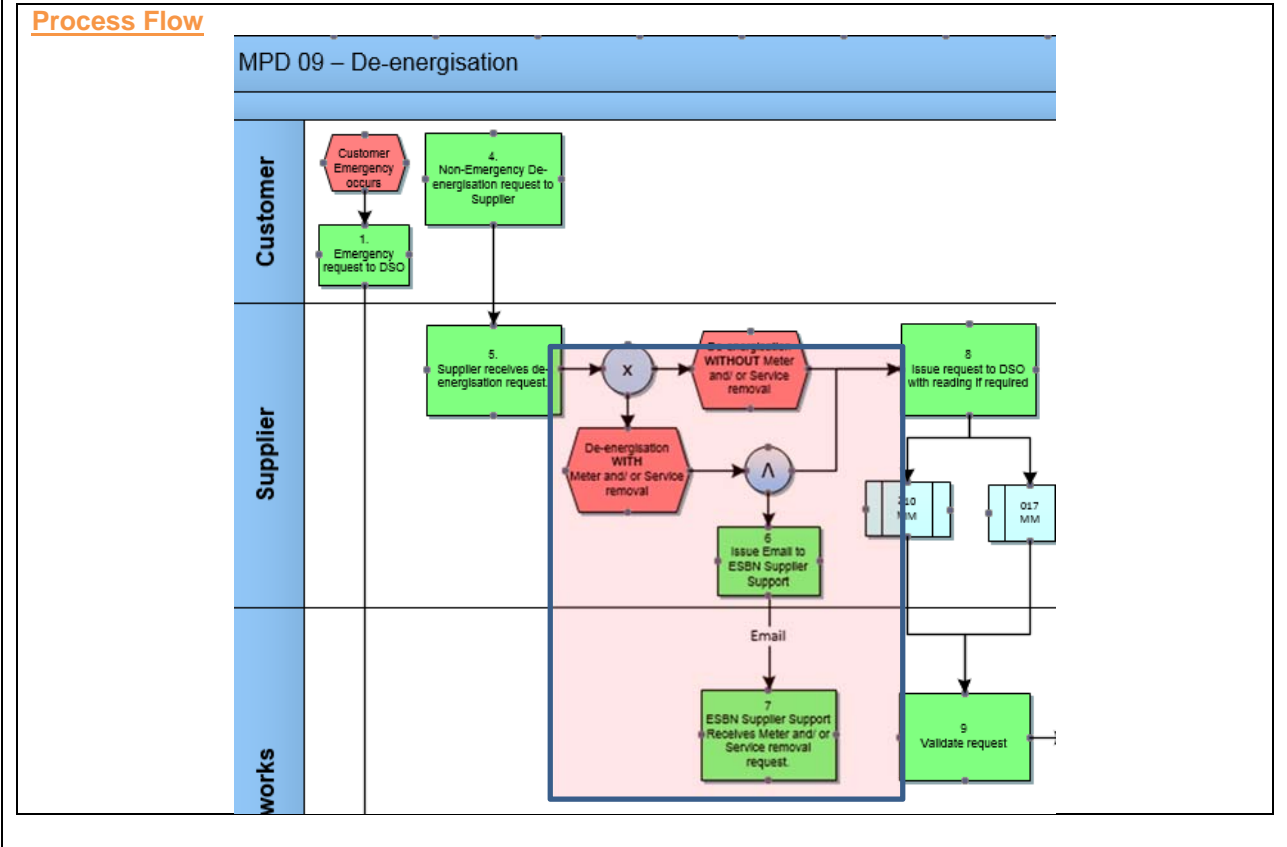 Process Flow
MPD 09 – De-energisation
Customer
Customer
Emergency
occurs
1.
Emergency
request to DSO
4.
Non-Emergency De-
energisation request to
Supplier
Supplier
5.
Supplier receives de-
energisation request.
X
De-energisation
WITHOUT Meter
and/ or Service
removal
De-energisation
WITH
Meter and/ or Service
removal
Λ
6
Issue Email to
ESBN Supplier
Support
8
Issue request to DSO
with reading if required
MM
017
MM
works
Email
7
ESBN Supplier Support
Receives Meter and/ or
Service removal
request.
9
Validate request